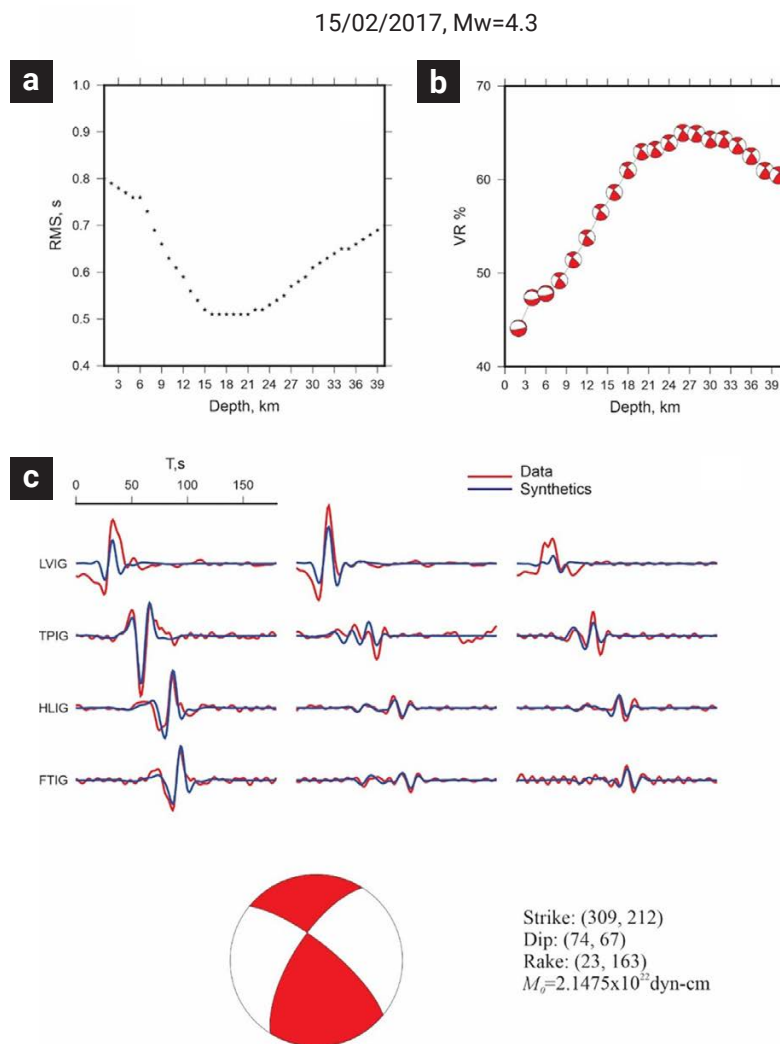 15/02/2017, Mw=4.3
a
1.0
0.9
0.8
0.7
0.6
0.5
0.4
RMS, s
3 6 9 12 15 18 21 24 27 30 33 36 39
Depth, km
b
70
60
50
40
VR %
0 3 6 9 12 15 18 21 24 27 30 33 36 39
Depth, km
c
T,s
0 50 100 150
Data
Synthetics
LVIG
TPIG
HLIG
FTIG
Strike: (309, 212)
Dip: (74, 67)
Rake: (23, 163)
M₀=2.1475x10²²dyn-cm